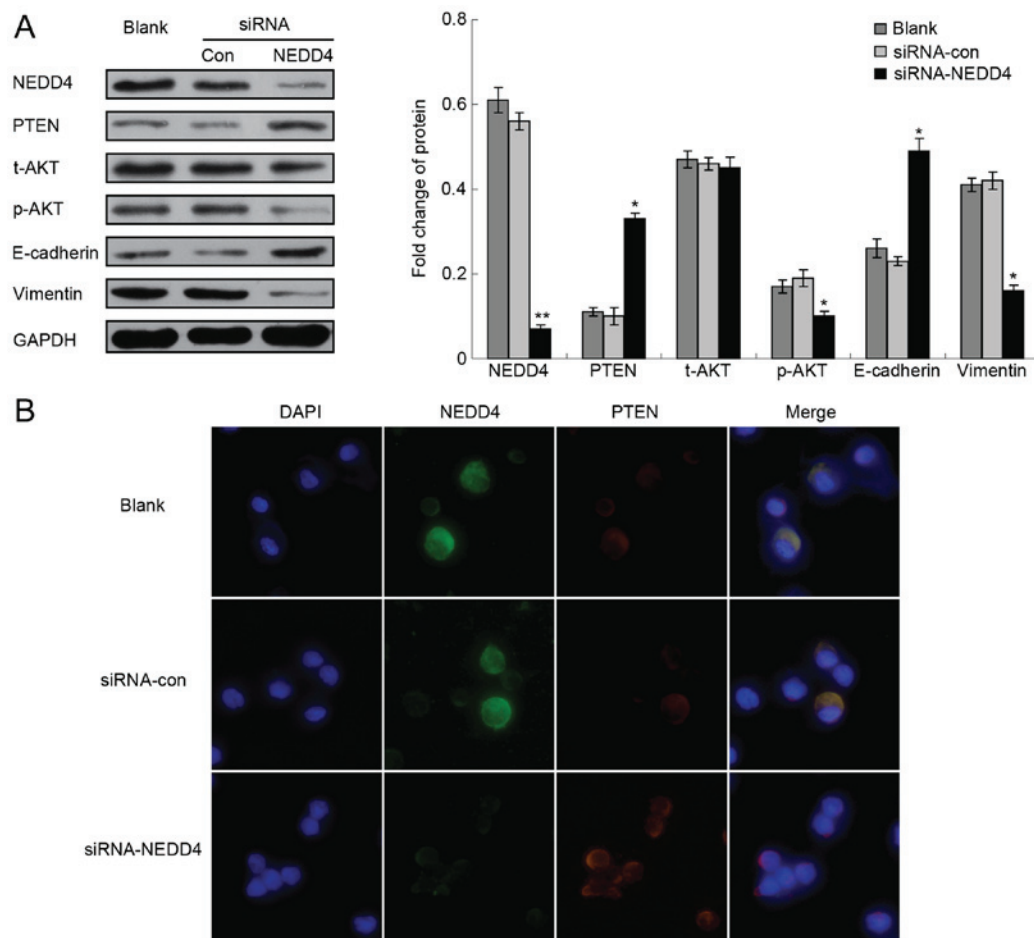 A
Blank
siRNA
Con
NEDD4
NEDD4
PTEN
t-AKT
p-AKT
E-cadherin
Vimentin
GAPDH
Fold change of protein
0.8
0.6
0.4
0.2
0
Blank
siRNA-con
siRNA-NEDD4
**
*
*
*
*
NEDD4 PTEN t-AKT p-AKT E-cadherin Vimentin
B
DAPI NEDD4 PTEN Merge
Blank
siRNA-con
siRNA-NEDD4